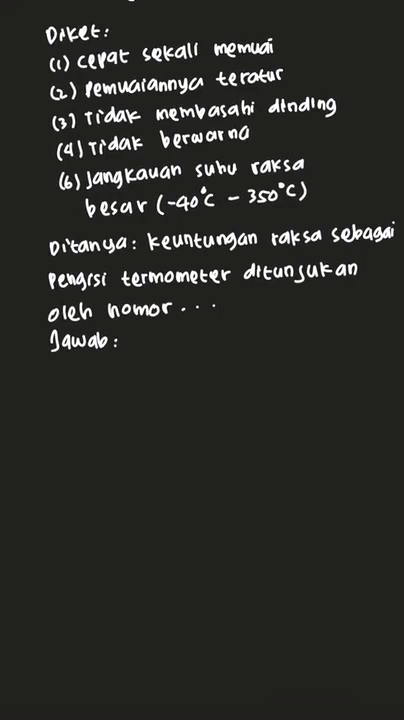 Diket:
(1) cepat sekali memuai
(2) Pemuaiannya teratur
(3) Tidak membasahi dinding
(4) Tidak berwarna
(6) Jangkauan suhu raksa
besar (-40°C - 350°C)
Ditanya: keuntungan raksa sebagai
Pengisi termometer ditunjukan
oleh nomor...
Jawab: